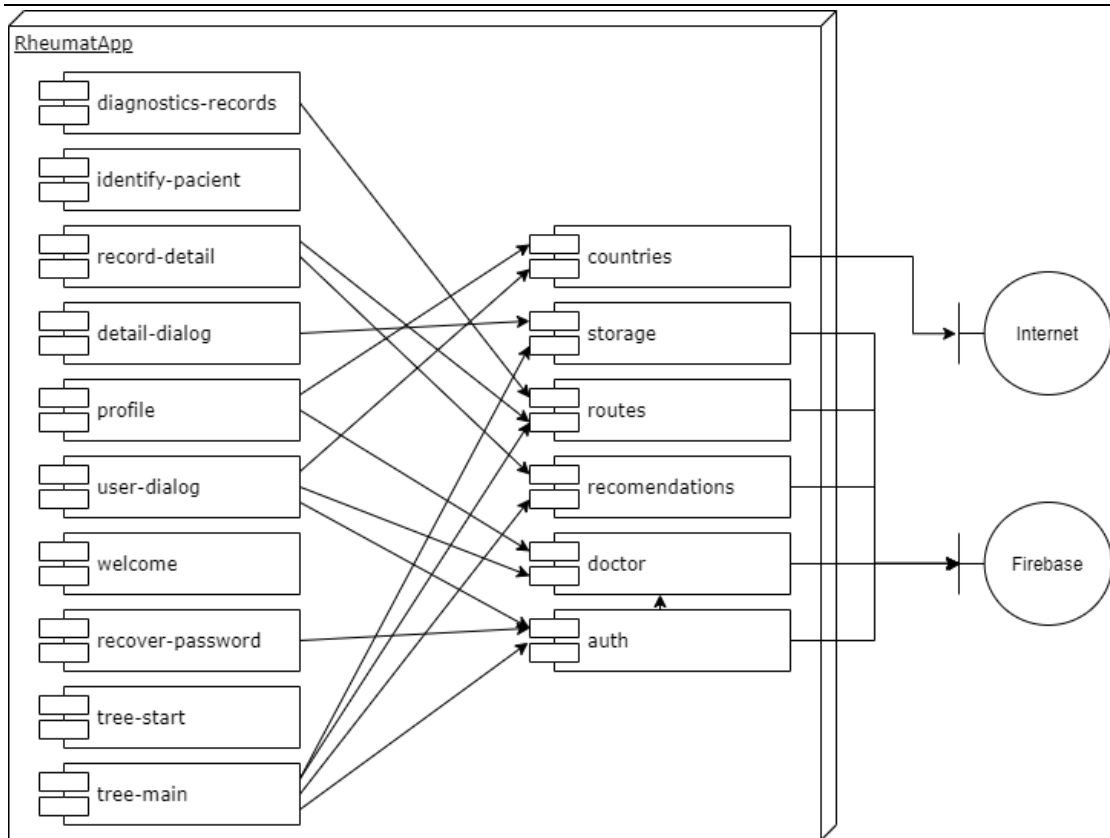 RheumatApp
diagnostics-records
identify-pacient
record-detail
detail-dialog
profile
user-dialog
welcome
recover-password
tree-start
tree-main
countries
storage
routes
recomendations
doctor
auth
Internet
Firebase